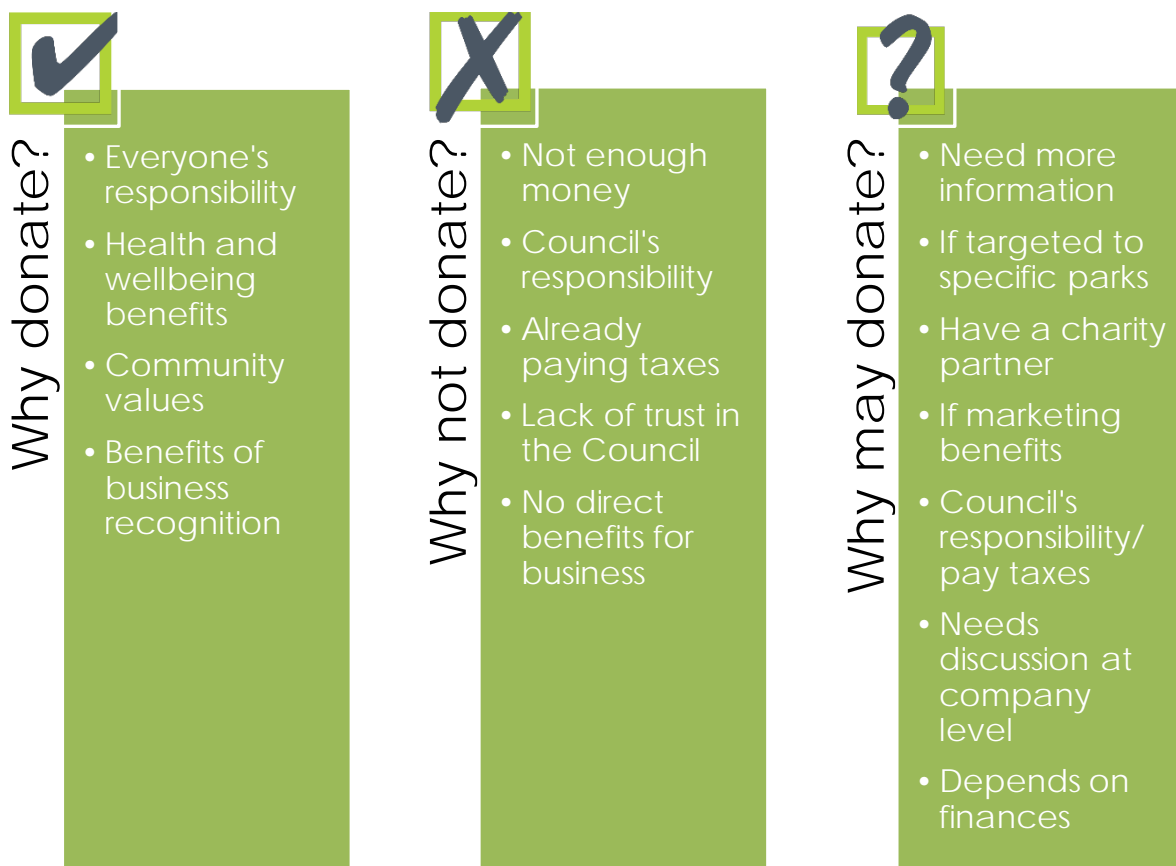 Why donate?
• Everyone's
responsibility
• Health and
wellbeing
benefits
• Community
values
• Benefits of
business
recognition
Why not donate?
• Not enough
money
• Council's
responsibility
• Already
paying taxes
• Lack of trust in
the Council
• No direct
benefits for
business
Why may donate?
• Need more
information
• If targeted to
specific parks
• Have a charity
partner
• If marketing
benefits
• Council's
responsibility/
pay taxes
• Needs
discussion at
company
level
• Depends on
finances